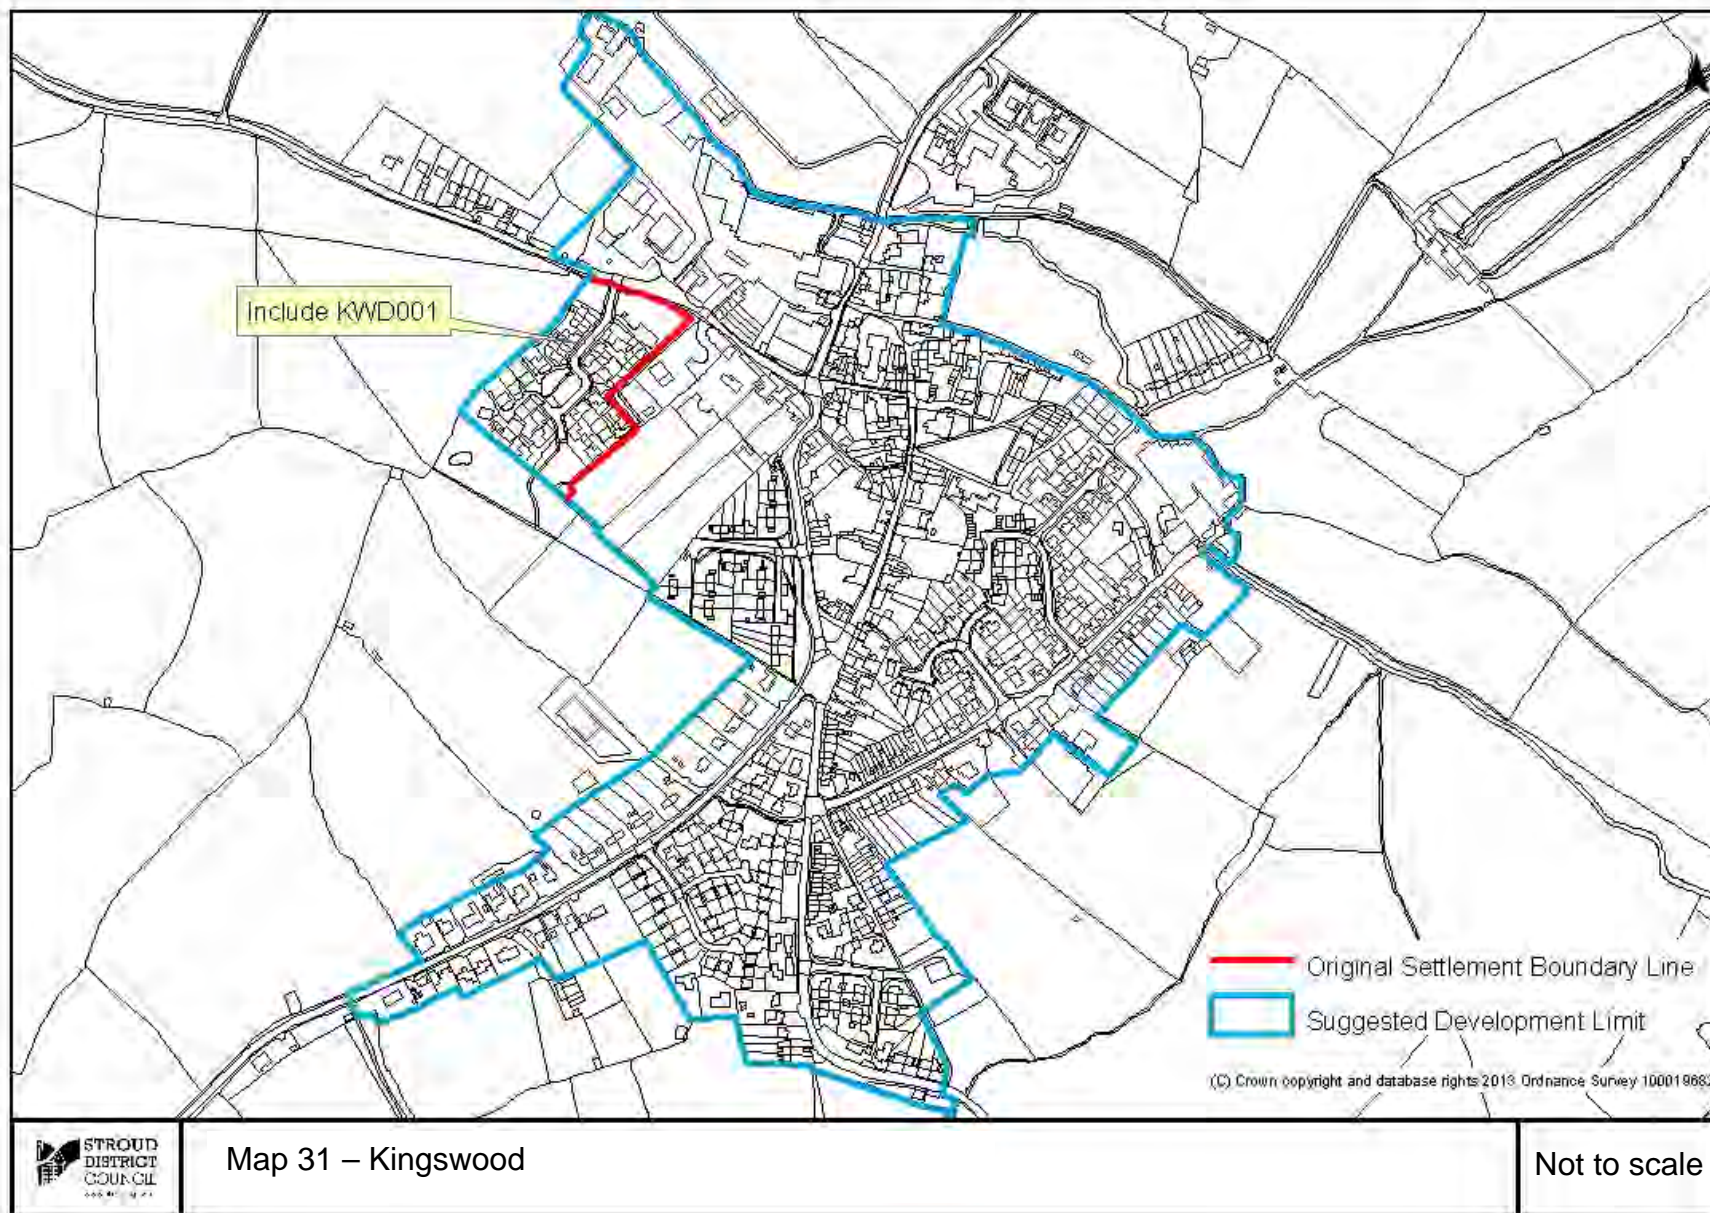 Include KWD001
Original Settlement Boundary Line
Suggested Development Limit
(C) Crown copyright and database rights 2013 Ordnance Survey 10001968
STROUD
DISTRICT
COUNCIL
Map 31 – Kingswood
Not to scale